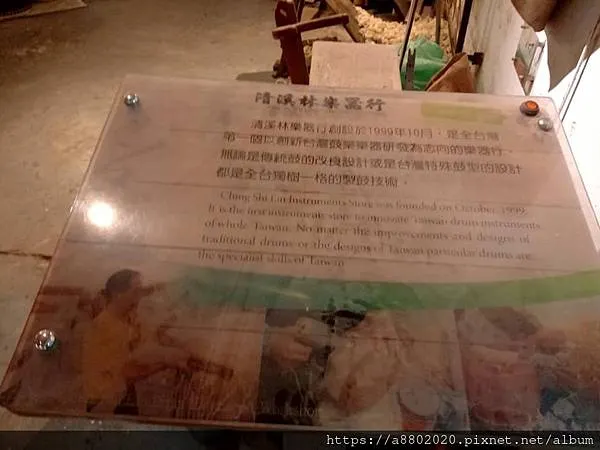 清溪林樂器行
清溪林樂器行創設於1999年10月，是全台灣
第一個以創新台灣鼓樂樂器研發為志向的樂器行，
無論是傳統鼓的改良設計或是台灣特殊鼓型的設計
都是全台獨樹一格的製鼓技術。
Ching Shi Lin Instruments Store was founded on October, 1999.
It is the first instruments store to innovate Taiwan drum instruments
of whole Taiwan. No matter the improvements and designs of
traditional drums or the designs of Taiwan particular drums are
the specialial skills of Taiwan
Workshop
https://a8802020.pixnet.net/album